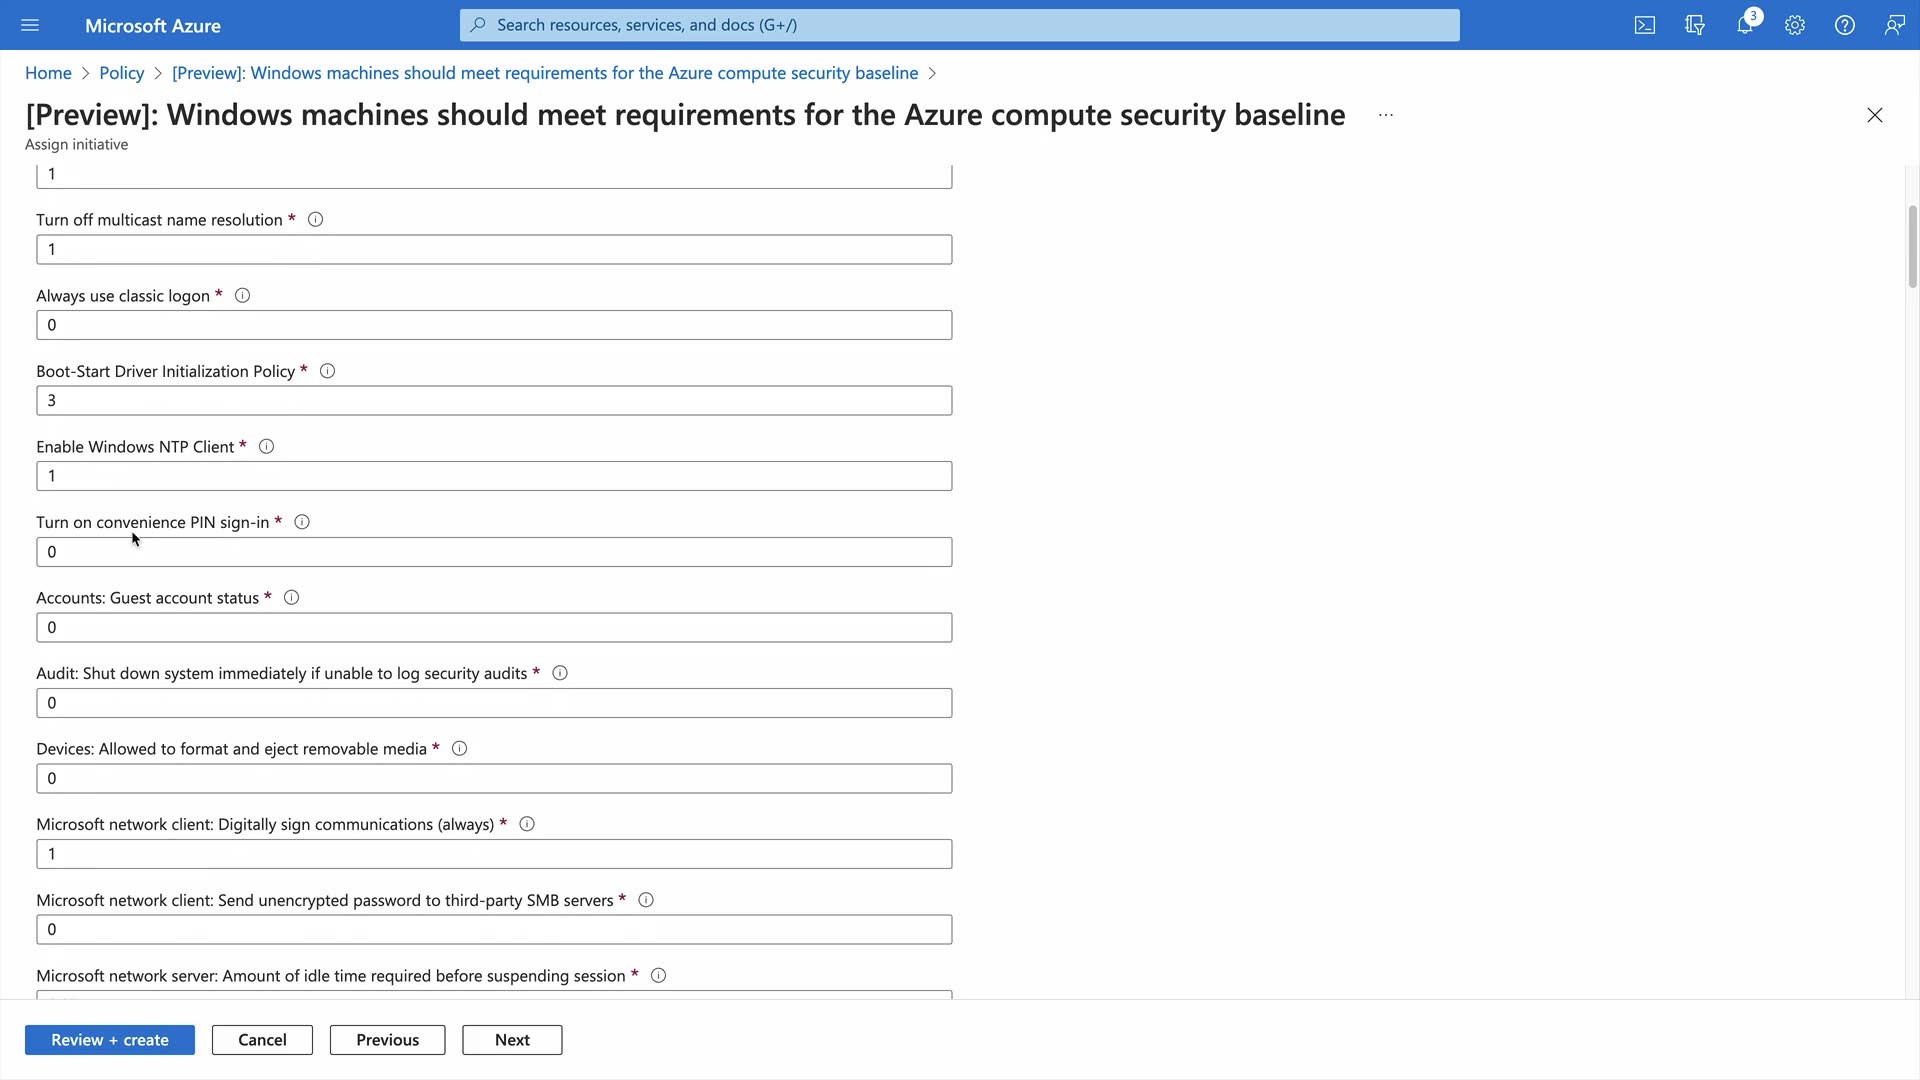 Microsoft Azure
Search resources, services, and docs (G+/)
3
Home > Policy > [Preview]: Windows machines should meet requirements for the Azure compute security baseline >
[Preview]: Windows machines should meet requirements for the Azure compute security baseline ...
Assign initiative
1
Turn off multicast name resolution *
1
Always use classic logon *
0
Boot-Start Driver Initialization Policy *
3
Enable Windows NTP Client *
1
Turn on convenience PIN sign-in *
0
Accounts: Guest account status *
0
Audit: Shut down system immediately if unable to log security audits *
0
Devices: Allowed to format and eject removable media *
0
Microsoft network client: Digitally sign communications (always) *
1
Microsoft network client: Send unencrypted password to third-party SMB servers *
0
Microsoft network server: Amount of idle time required before suspending session *
Review + create
Cancel
Previous
Next